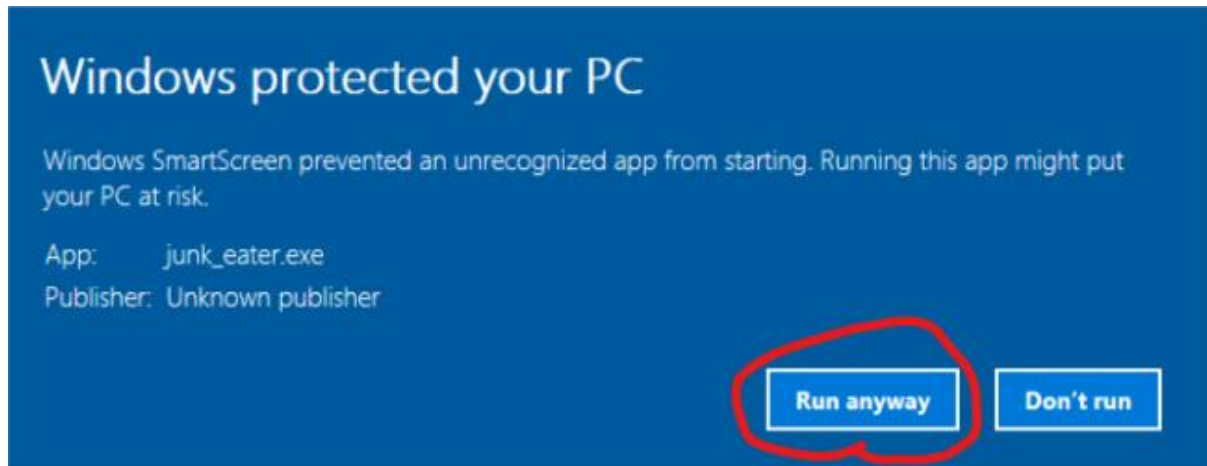 Windows protected your PC
Windows SmartScreen prevented an unrecognized app from starting. Running this app might put
your PC at risk.
App: junk_eater.exe
Publisher: Unknown publisher
Run anyway Don't run